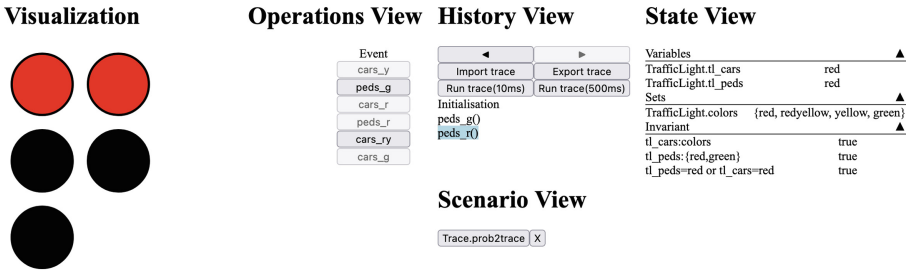 Visualization
Operations View
Event
cars_y
peds_g
cars_r
peds_r
cars_ry
cars_g
History View
◄ ►
Import trace Export trace
Run trace(10ms) Run trace(500ms)
Initialisation
peds_g()
peds_r()
Scenario View
Trace.prob2trace X
State View
Variables ▲
TrafficLight.tl_cars red
TrafficLight.tl_peds red
Sets ▲
TrafficLight.colors {red, redyellow, yellow, green}
Invariant ▲
tl_cars:colors true
tl_peds:{red,green} true
tl_peds=red or tl_cars=red true